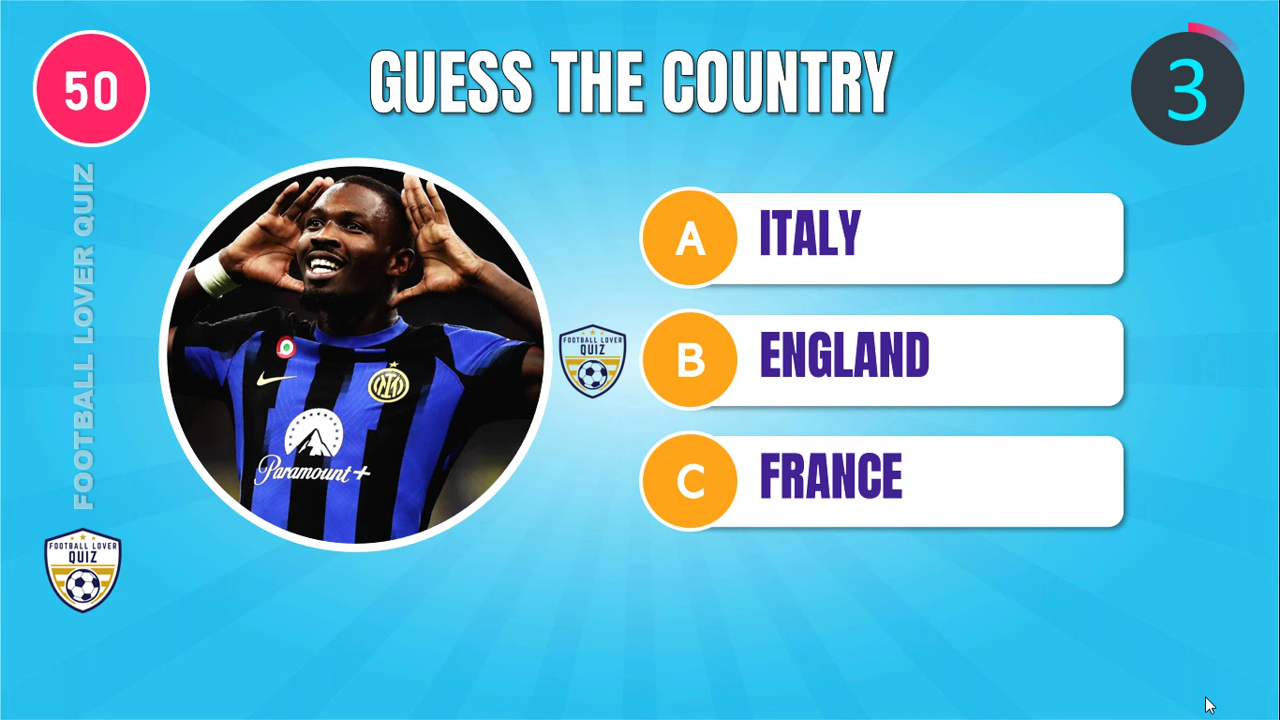 50
GUESS THE COUNTRY
3
FOOTBALL LOVER QUIZ
A ITALY
B ENGLAND
C FRANCE
Paramount+
FOOTBALL LOVER
QUIZ
FOOTBALL LOVER
QUIZ